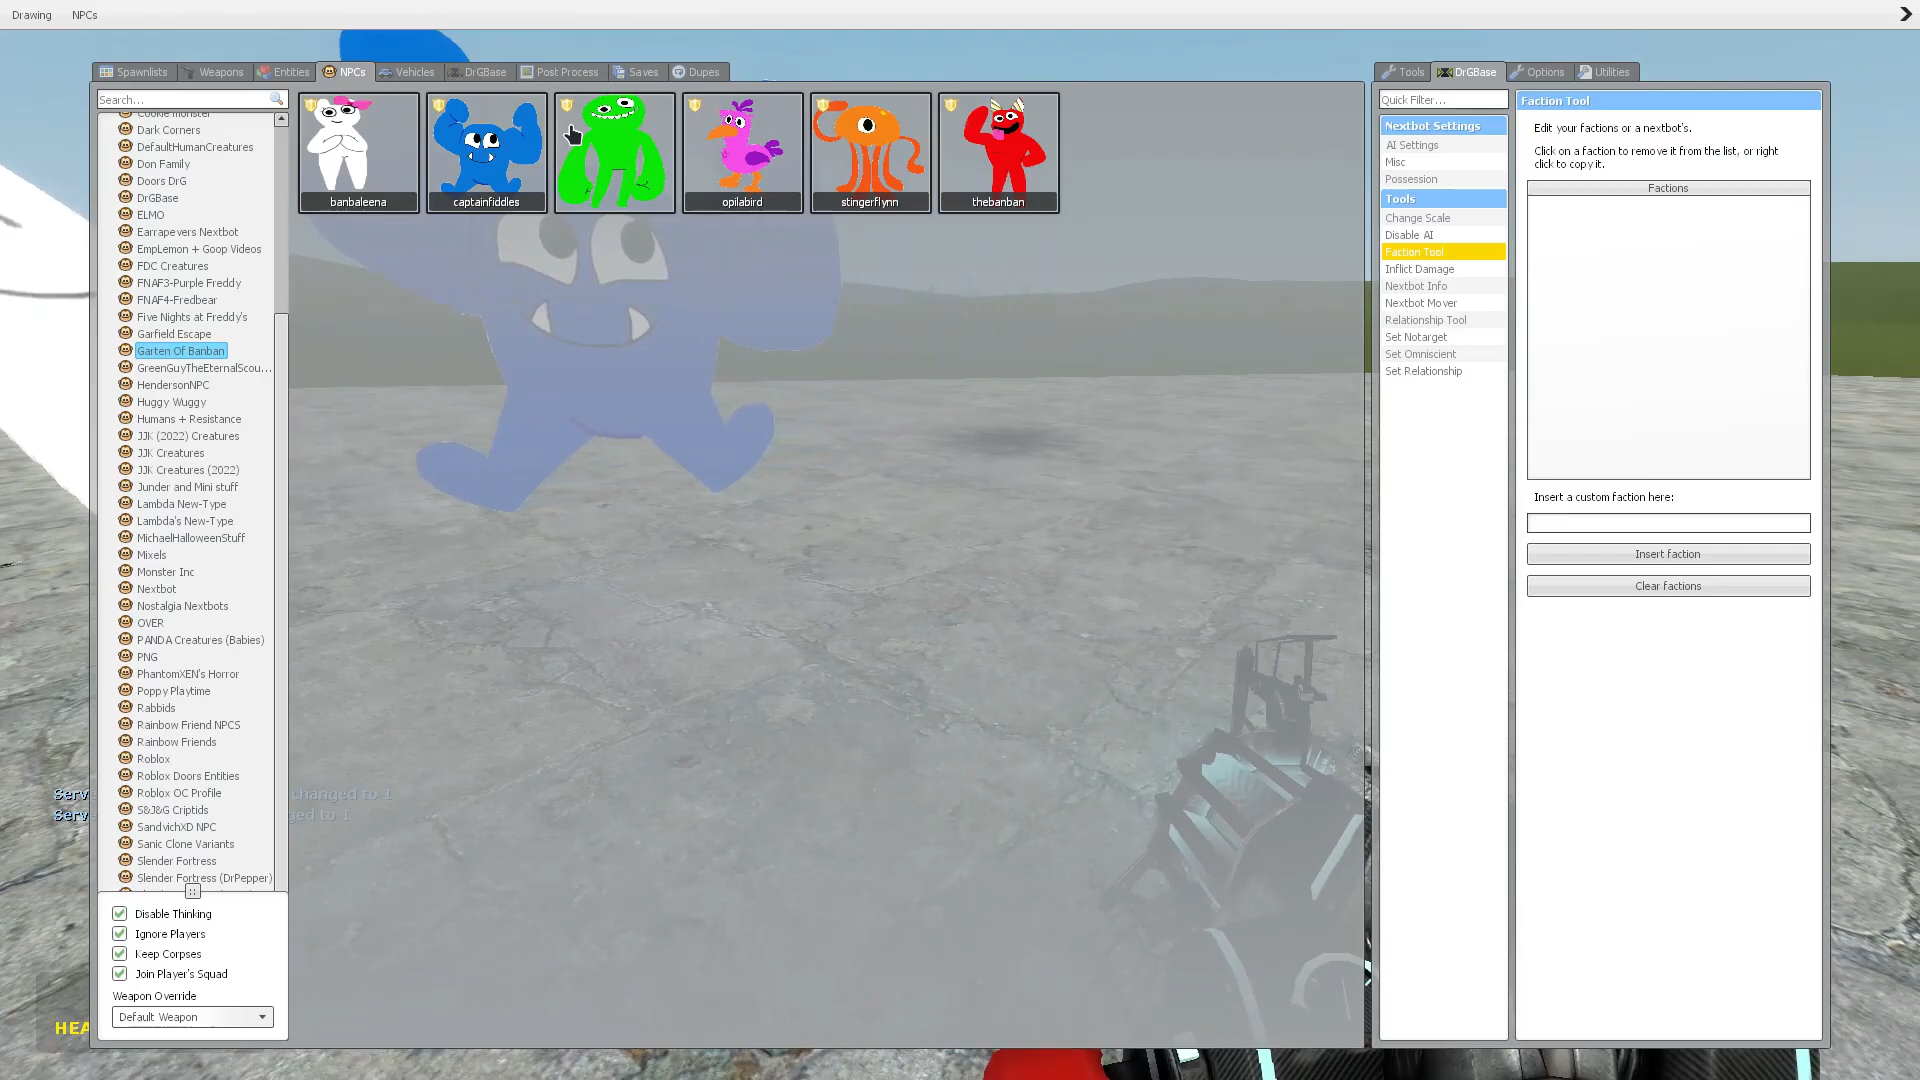 Drawing NPCs
Spawnlists Weapons Entities NPCs Vehicles DrGBase Post Process Saves Dupes
Tools DrGBase Options Utilities
Search...
Cookie Monster
Dark Corners
DefaultHumanCreatures
Don Family
Doors DrG
DrGBase
ELMO
Earrapevers Nextbot
EmpLemon + Goop Videos
FDC Creatures
FNAF3-Purple Freddy
FNAF4-Fredbear
Five Nights at Freddy's
Garfield Escape
Garten Of Banban
GreenGuyTheEternalScou...
HendersonNPC
Huggy Wuggy
Humans + Resistance
JJK (2022) Creatures
JJK Creatures
JJK Creatures (2022)
Junder and Mini stuff
Lambda New-Type
Lambda's New-Type
MichaelHalloweenStuff
Mixels
Monster Inc
Nextbot
Nostalgia Nextbots
OVER
PANDA Creatures (Babies)
PNG
PhantomXEN's Horror
Poppy Playtime
Rabbids
Rainbow Friend NPCS
Rainbow Friends
Roblox
Roblox Doors Entities
Roblox OC Profile
S&J&G Criptids
SandvichXD NPC
Sanic Clone Variants
Slender Fortress
Slender Fortress (DrPepper)
Disable Thinking
Ignore Players
Keep Corpses
Join Player's Squad
Weapon Override
Default Weapon
banbaleena
captainfiddles
opilabird
stingerflynn
thebanban
Serve
changed to 1
Serve
ged to 1
HEA
Quick Filter...
Nextbot Settings
AI Settings
Misc
Possession
Tools
Change Scale
Disable AI
Faction Tool
Inflict Damage
Nextbot Info
Nextbot Mover
Relationship Tool
Set Notarget
Set Omniscient
Set Relationship
Faction Tool
Edit your factions or a nextbot's.
Click on a faction to remove it from the list, or right
click to copy it.
Factions
Insert a custom faction here:
Insert faction
Clear factions